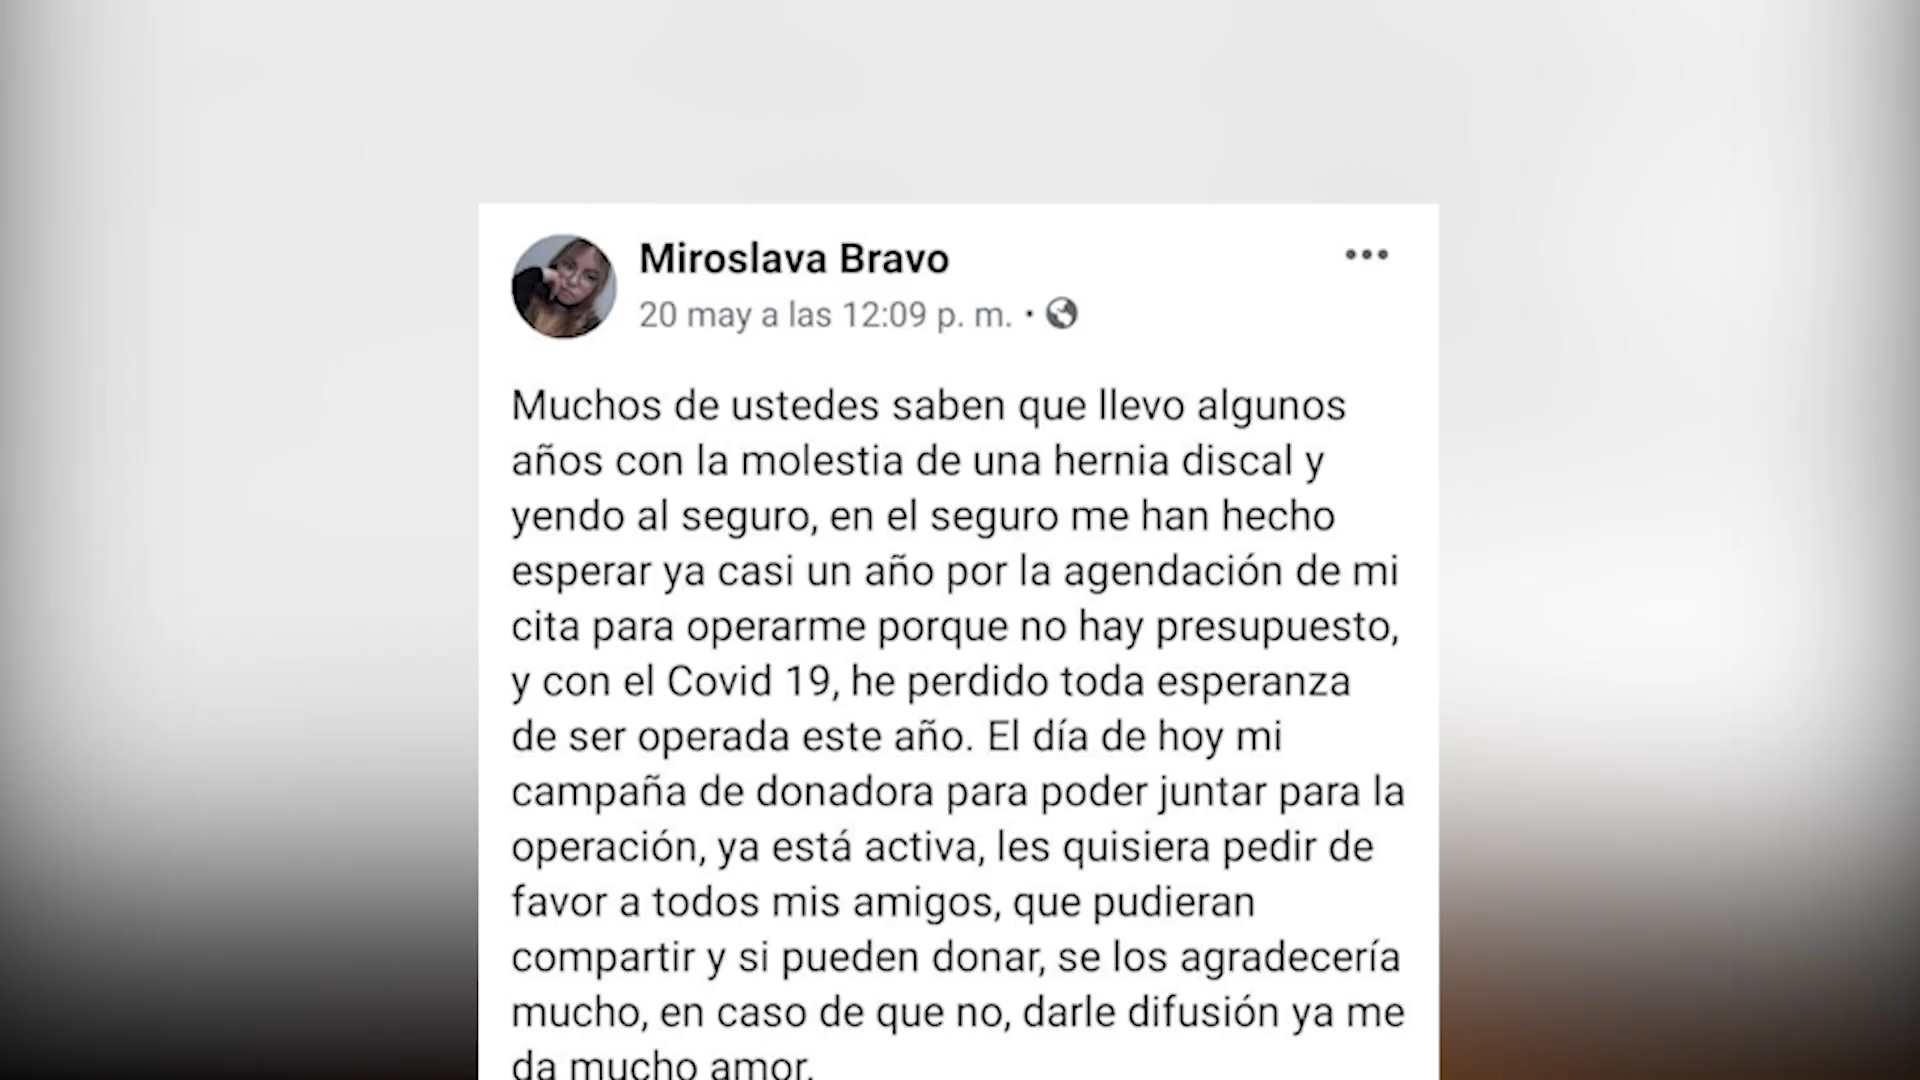 Miroslava Bravo
20 may a las 12:09 p. m. •
Muchos de ustedes saben que llevo algunos
años con la molestia de una hernia discal y
yendo al seguro, en el seguro me han hecho
esperar ya casi un año por la agendación de mi
cita para operarme porque no hay presupuesto,
y con el Covid 19, he perdido toda esperanza
de ser operada este año. El día de hoy mi
campaña de donadora para poder juntar para la
operación, ya está activa, les quisiera pedir de
favor a todos mis amigos, que pudieran
compartir y si pueden donar, se los agradecería
mucho, en caso de que no, darle difusión ya me
da mucho amor.